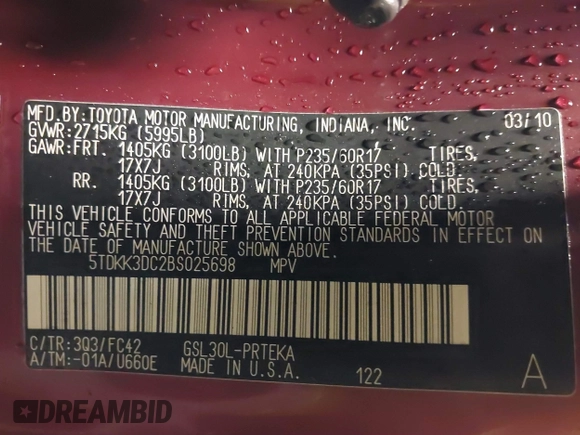 MFD.BY:TOYOTA MOTOR MANUFACTURING, INDIANA, INC. 03/10
GVWR:2715KG (5995LB)
GAWR:FRT. 1405KG (3100LB) WITH P235/60R17 TIRES,
17X7J RIMS, AT 240KPA (35PSI) COLD.
RR. 1405KG (3100LB) WITH P235/60R17 TIRES,
17X7J RIMS, AT 240KPA (35PSI) COLD.
THIS VEHICLE CONFORMS TO ALL APPLICABLE FEDERAL MOTOR
VEHICLE SAFETY AND THEFT PREVENTION STANDARDS IN EFFECT ON
THE DATE OF MANUFACTURE SHOWN ABOVE.
5TDKK3DC2BS025698 MPV
C/TR:3Q3/FC42 GSL30L-PRTEKA
A/TM:-01A/U660E MADE IN U.S.A. 122 A
DREAMBID